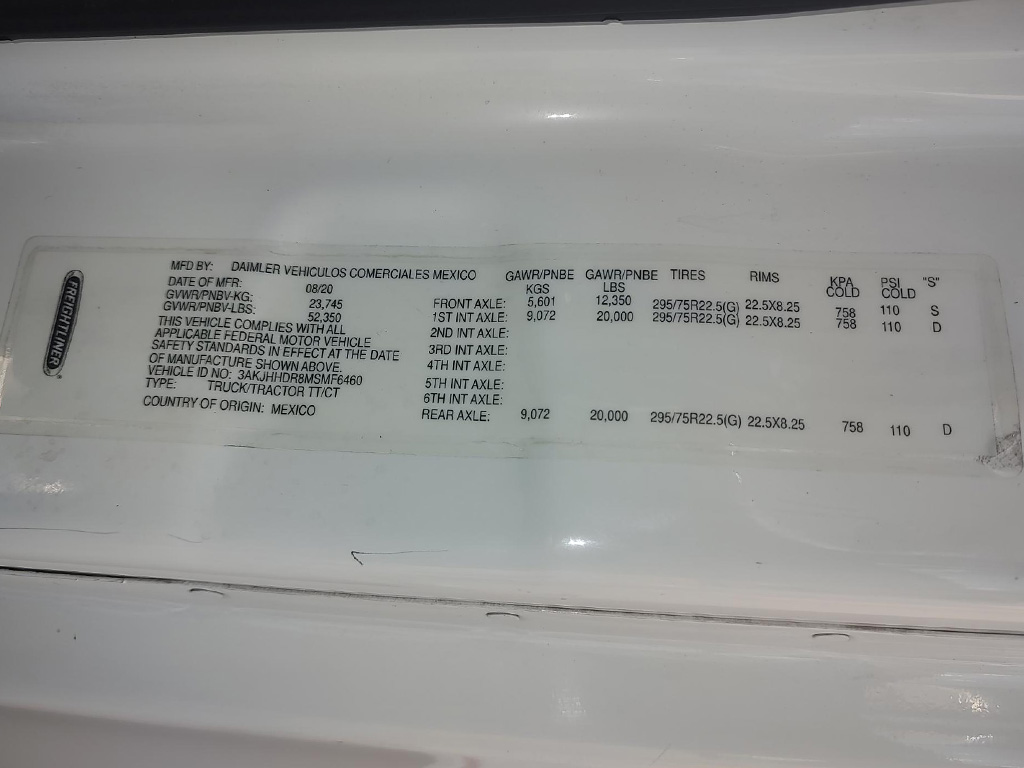 FREIGHTLINER
MFD BY: DAIMLER VEHICULOS COMERCIALES MEXICO
DATE OF MFR: 08/20
GVWR/PNBV-KG: 23,745
GVWR/PNBV-LBS: 52,350
THIS VEHICLE COMPLIES WITH ALL
APPLICABLE FEDERAL MOTOR VEHICLE
SAFETY STANDARDS IN EFFECT AT THE DATE
OF MANUFACTURE SHOWN ABOVE.
VEHICLE ID NO: 3AKJHHDR8MSMF6460
TYPE: TRUCK/TRACTOR TT/CT
COUNTRY OF ORIGIN: MEXICO
GAWR/PNBE KGS GAWR/PNBE LBS TIRES RIMS KPA COLD PSI COLD "S"
FRONT AXLE: 5,601 12,350 295/75R22.5(G) 22.5X8.25 758 110 S
1ST INT AXLE: 9,072 20,000 295/75R22.5(G) 22.5X8.25 758 110 D
2ND INT AXLE:
3RD INT AXLE:
4TH INT AXLE:
5TH INT AXLE:
6TH INT AXLE:
REAR AXLE: 9,072 20,000 295/75R22.5(G) 22.5X8.25 758 110 D